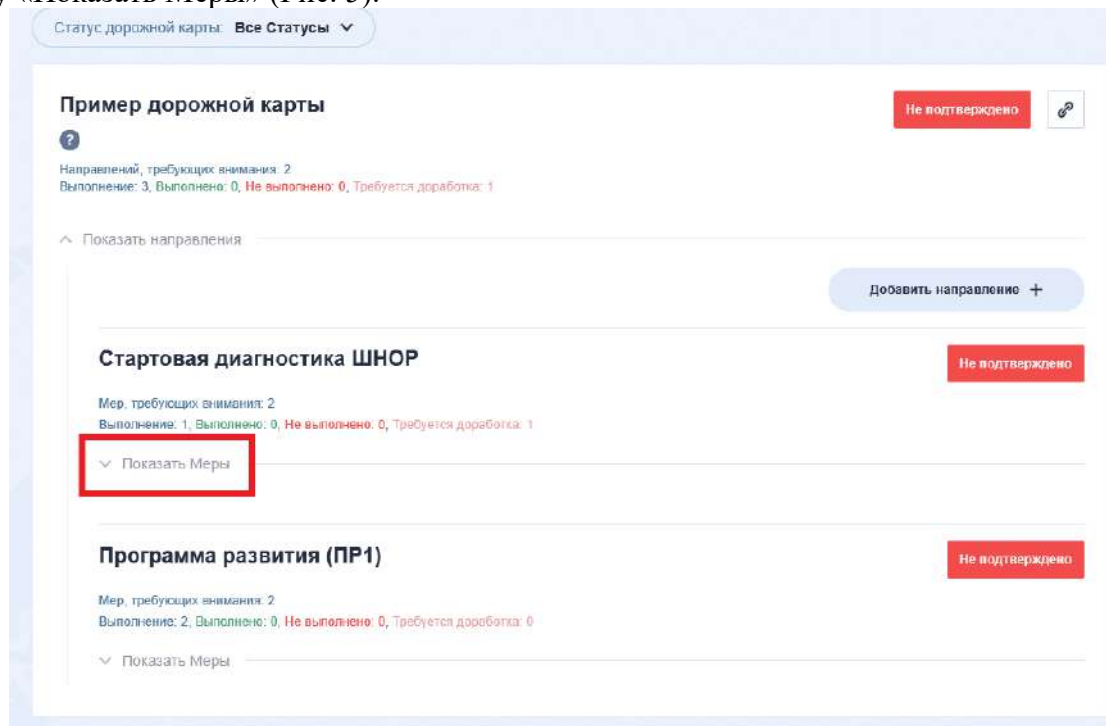 у «Показать Меры» (Рис. 3).
Статус дорожной карты: Все Статусы
Пример дорожной карты
Не подтверждено
?
Направлений, требующих внимания: 2
Выполнение: 3, Выполнено: 0, Не выполнено: 0, Требуется доработка: 1
Показать направления
Добавить направление +
Стартовая диагностика ШНОР
Не подтверждено
Мер, требующих внимания: 2
Выполнение: 1, Выполнено: 0, Не выполнено: 0, Требуется доработка: 1
Показать Меры
Программа развития (ПР1)
Не подтверждено
Мер, требующих внимания: 2
Выполнение: 2, Выполнено: 0, Не выполнено: 0, Требуется доработка: 0
Показать Меры